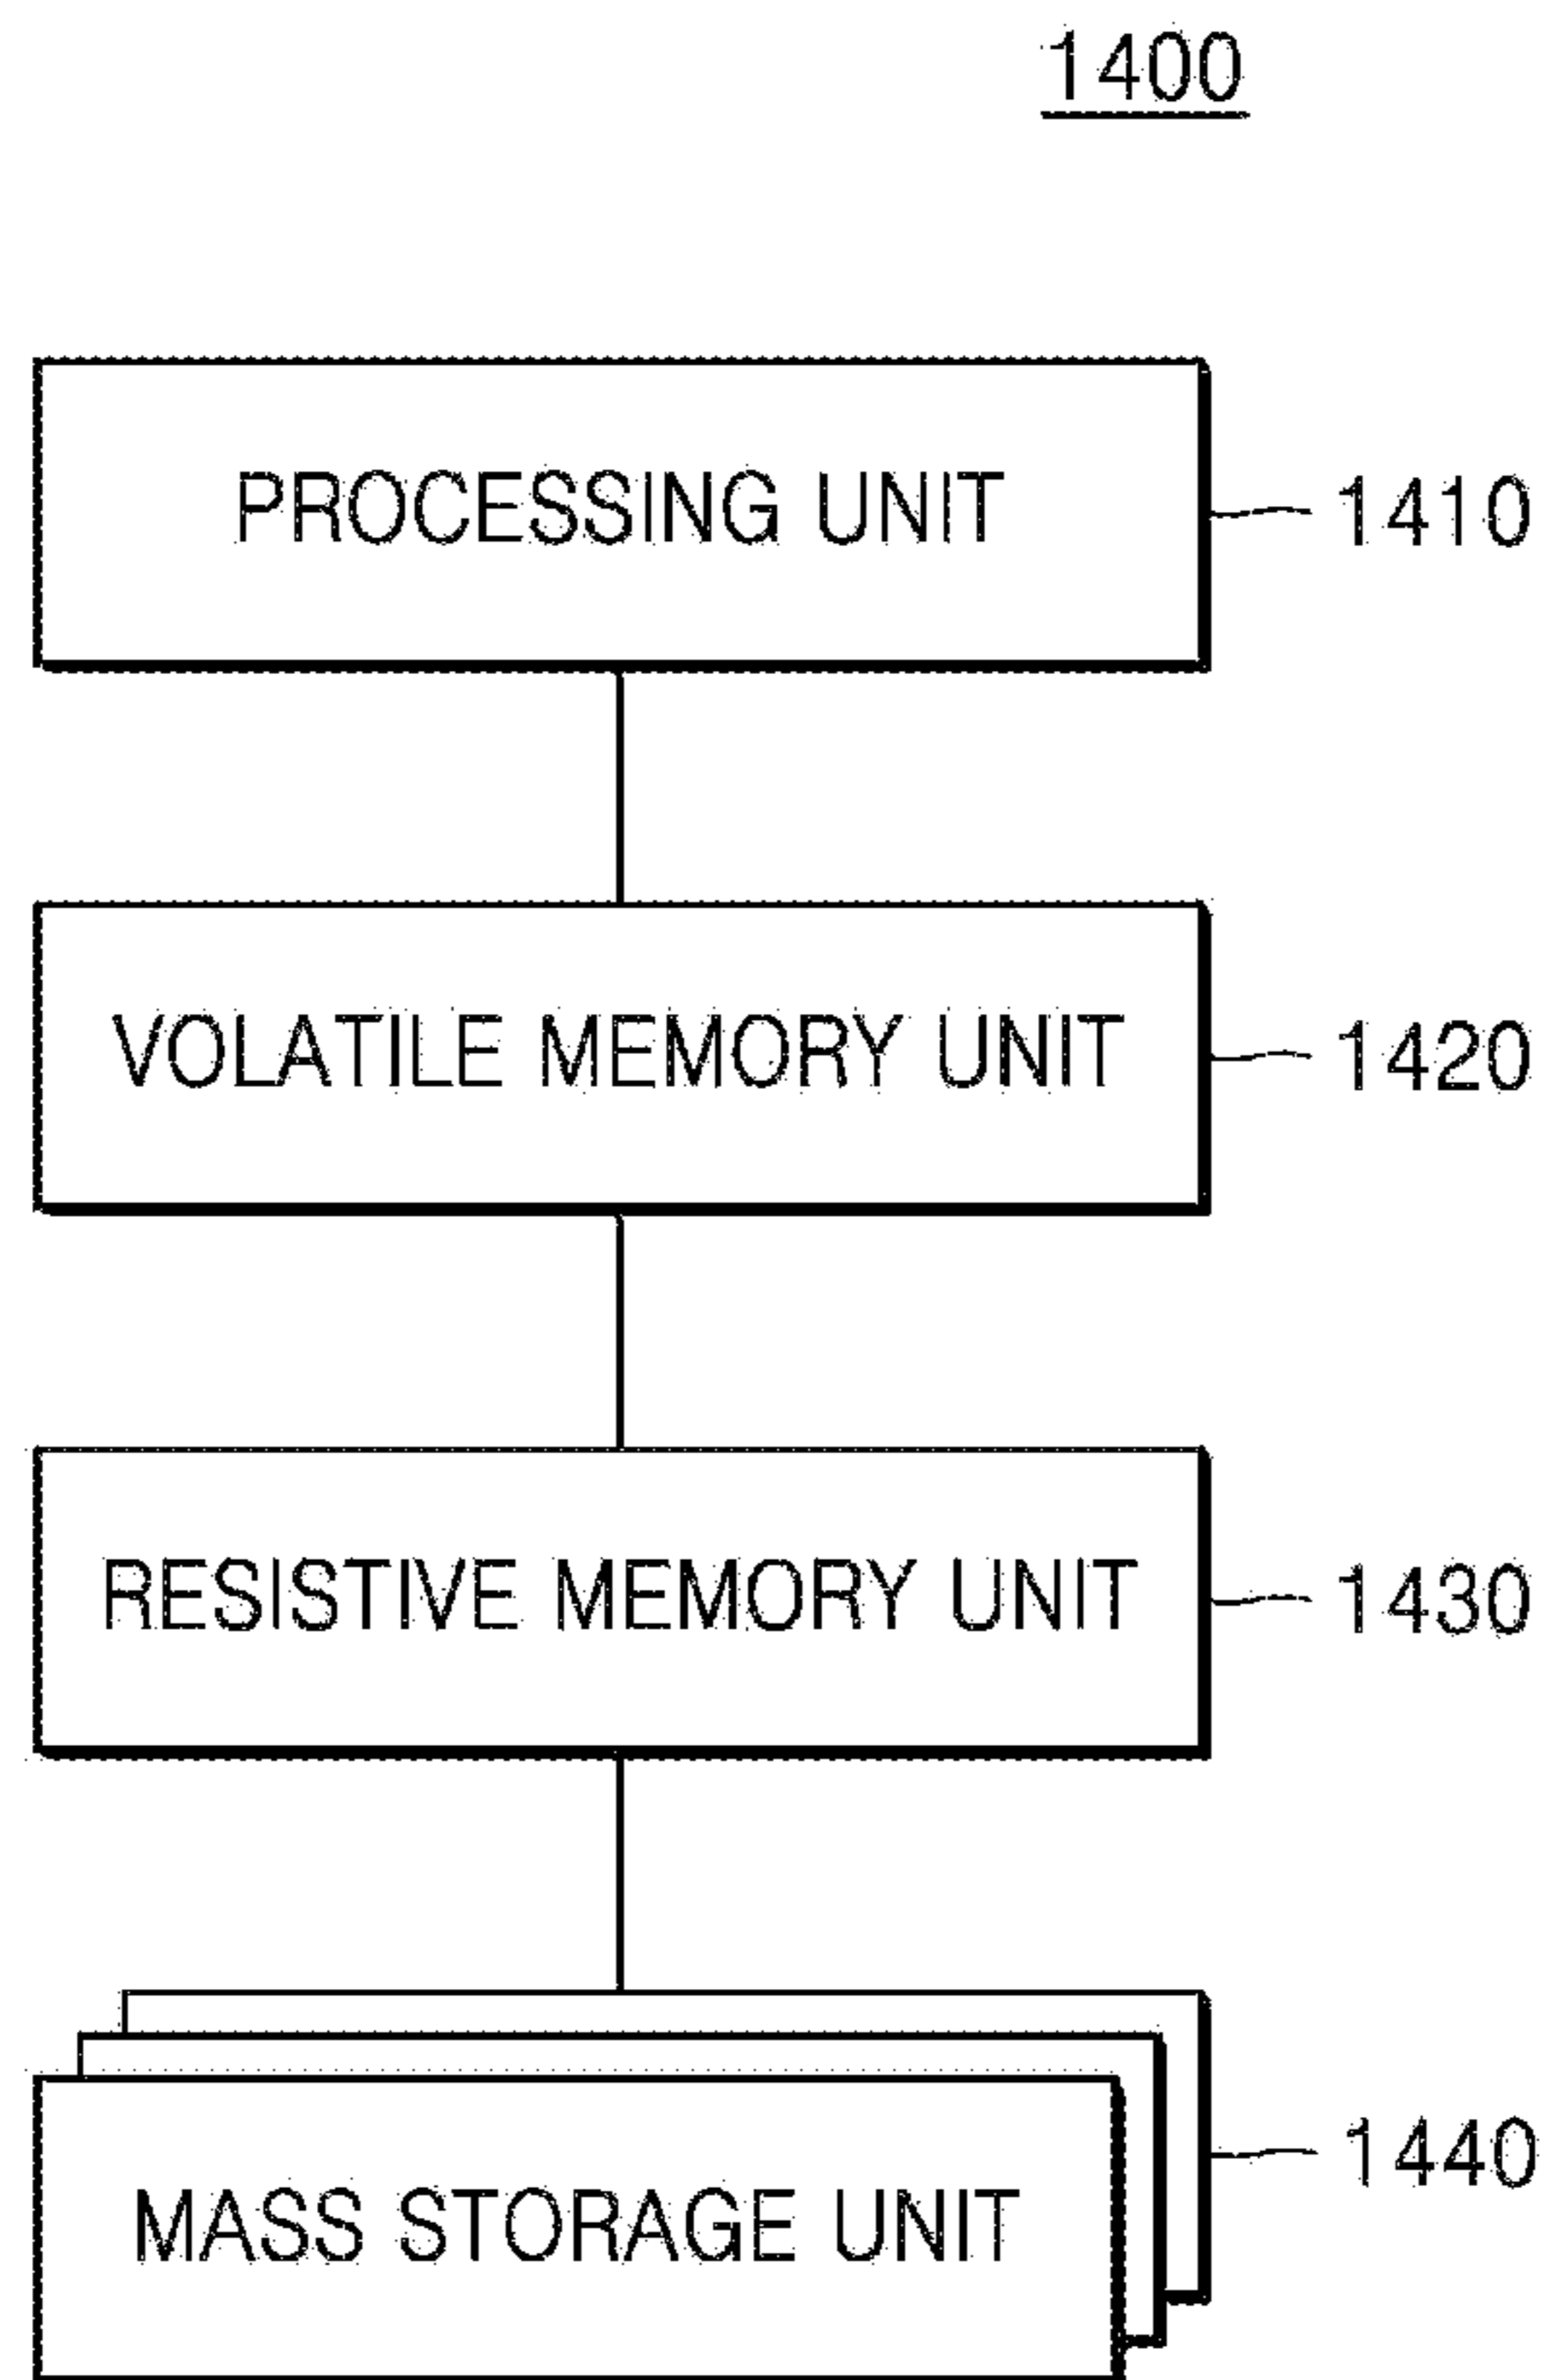 1400
PROCESSING UNIT 1410
VOLATILE MEMORY UNIT 1420
RESISTIVE MEMORY UNIT 1430
1440
MASS STORAGE UNIT